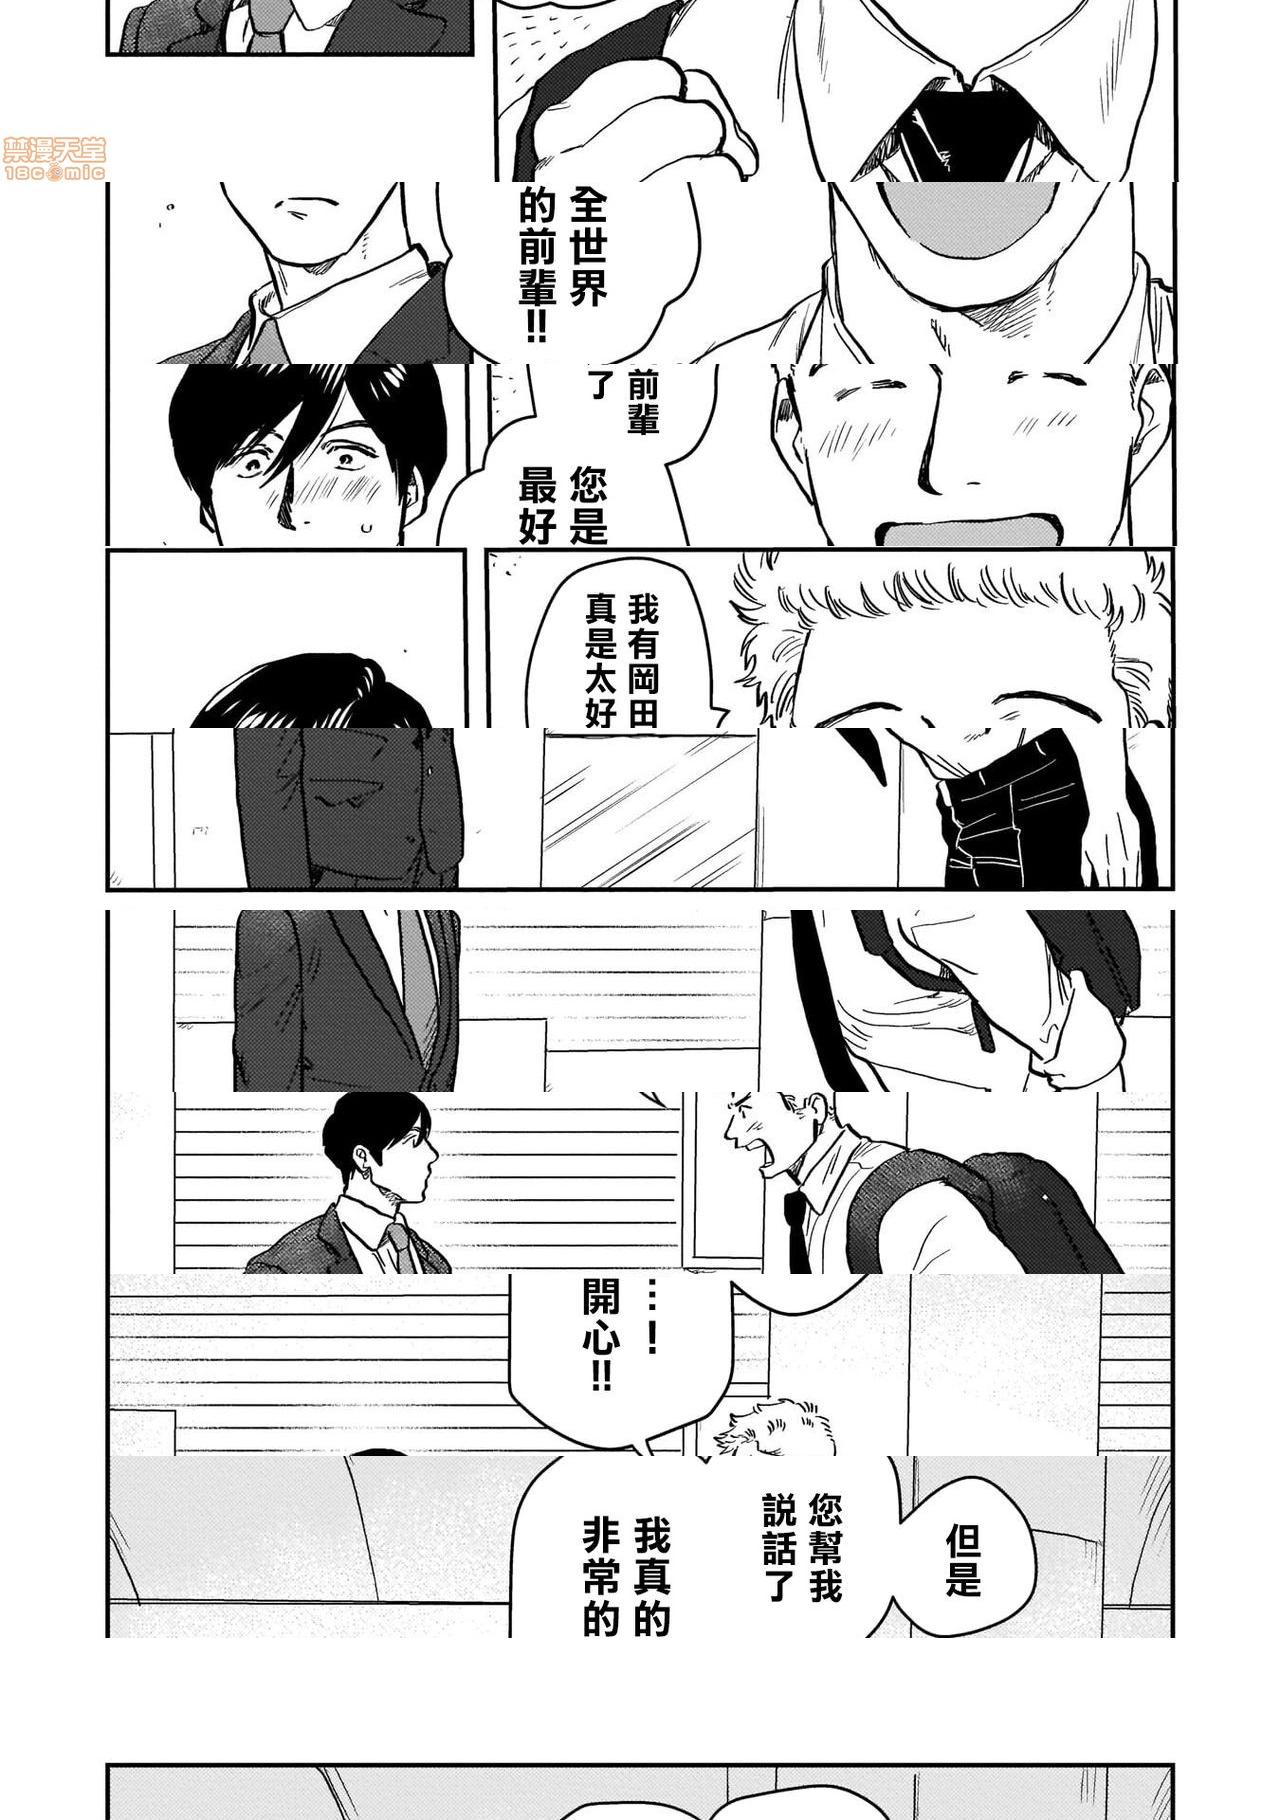 禁漫天堂
18comic
但是
您幫我
説話了
我真的…!
非常的開心!!
我有岡田前輩
真是太好了
您是全世界
最好的前輩!!